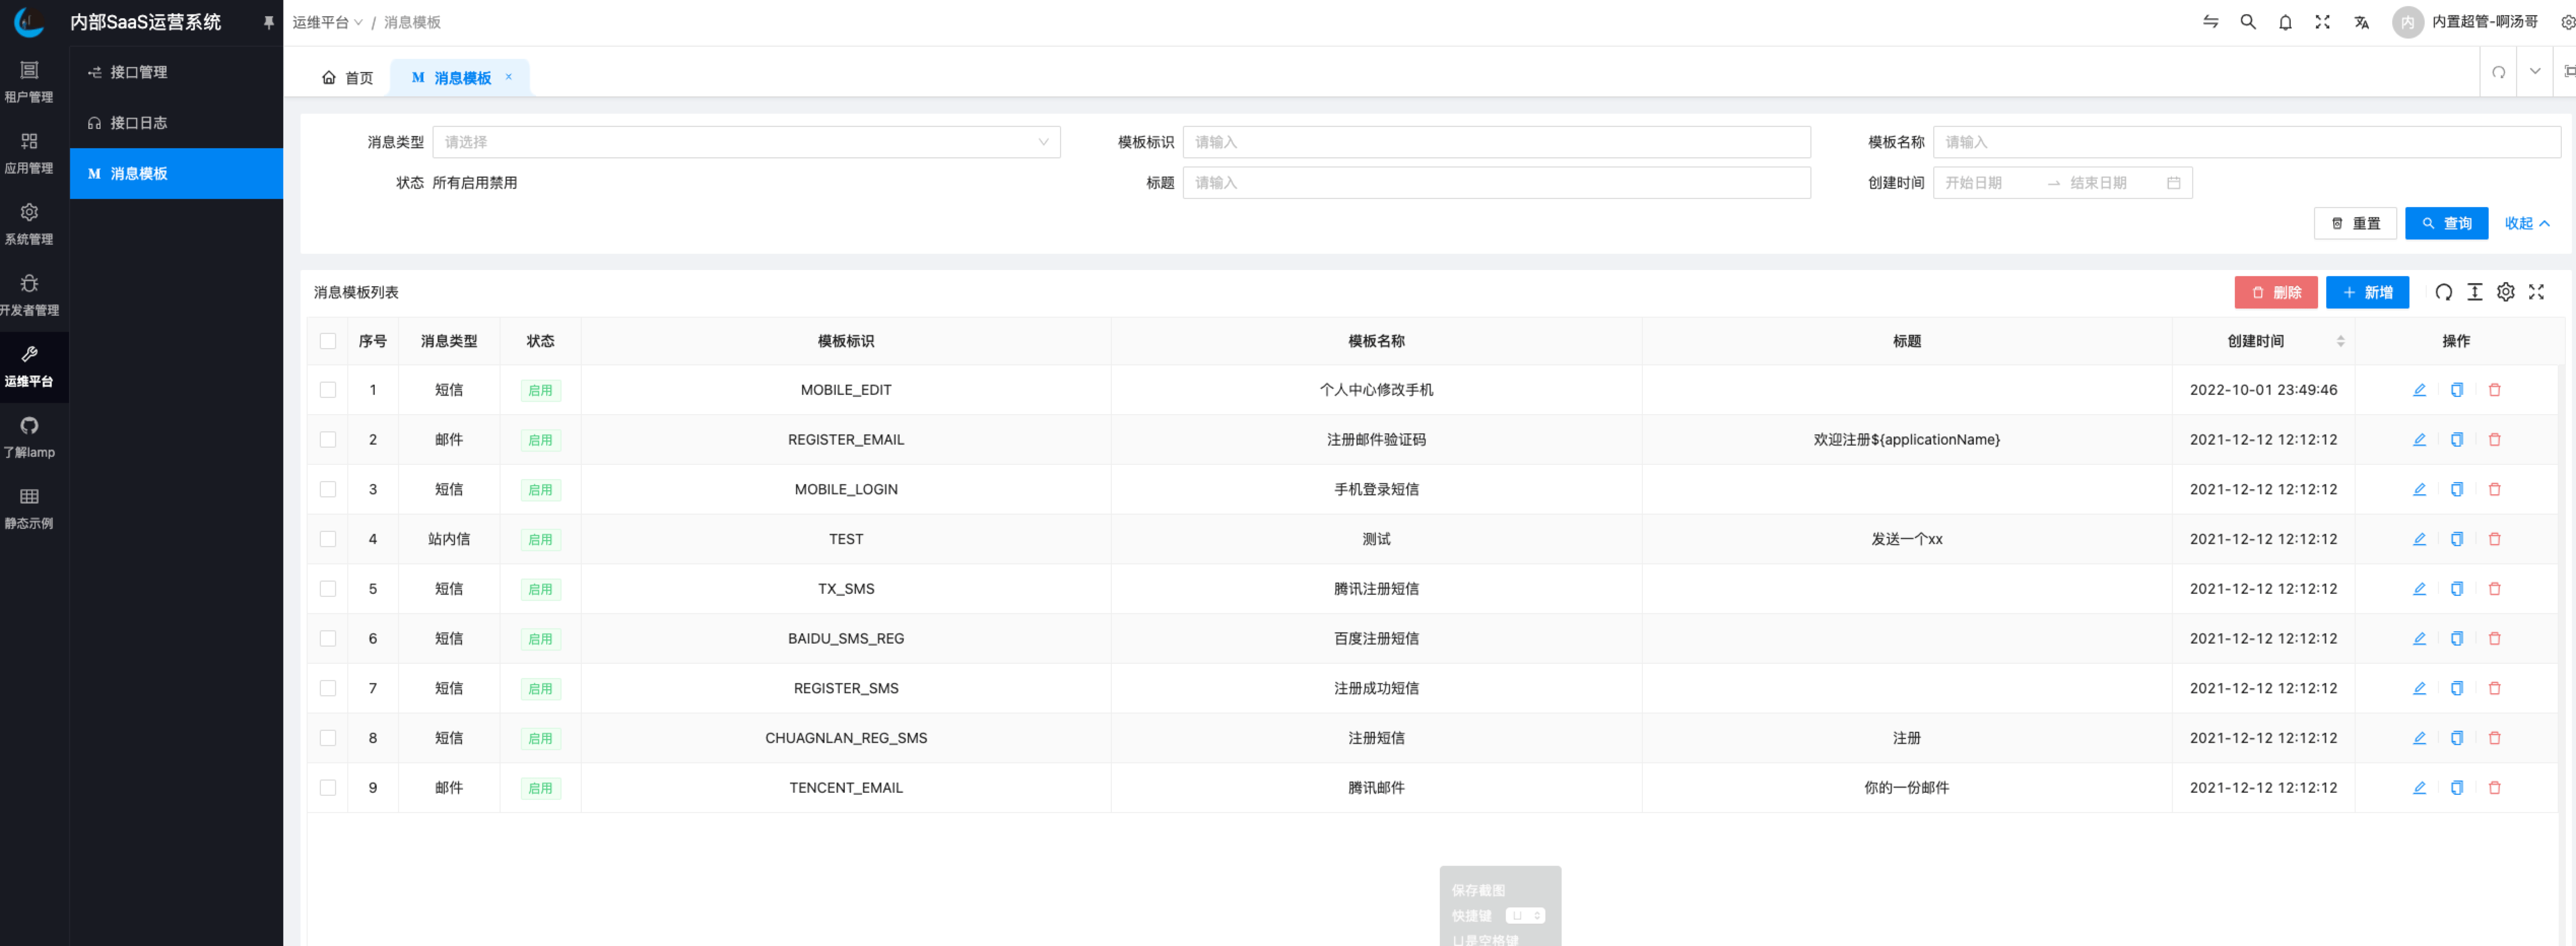 内部SaaS运营系统
运维平台 / 消息模板
内 内置超管-啊汤哥
租户管理
应用管理
系统管理
开发者管理
运维平台
了解lamp
静态示例
接口管理
接口日志
M 消息模板
首页 M 消息模板 ×
消息类型 请选择 模板标识 请输入 模板名称 请输入
状态 所有启用禁用 标题 请输入 创建时间 开始日期 → 结束日期
重置 查询 收起
消息模板列表 删除 + 新增
序号 消息类型 状态 模板标识 模板名称 标题 创建时间 操作
1 短信 启用 MOBILE_EDIT 个人中心修改手机 2022-10-01 23:49:46
2 邮件 启用 REGISTER_EMAIL 注册邮件验证码 欢迎注册${applicationName} 2021-12-12 12:12:12
3 短信 启用 MOBILE_LOGIN 手机登录短信 2021-12-12 12:12:12
4 站内信 启用 TEST 测试 发送一个xx 2021-12-12 12:12:12
5 短信 启用 TX_SMS 腾讯注册短信 2021-12-12 12:12:12
6 短信 启用 BAIDU_SMS_REG 百度注册短信 2021-12-12 12:12:12
7 短信 启用 REGISTER_SMS 注册成功短信 2021-12-12 12:12:12
8 短信 启用 CHUAGNLAN_REG_SMS 注册短信 注册 2021-12-12 12:12:12
9 邮件 启用 TENCENT_EMAIL 腾讯邮件 你的一份邮件 2021-12-12 12:12:12
保存截图
快捷键 凵
凵是空格键